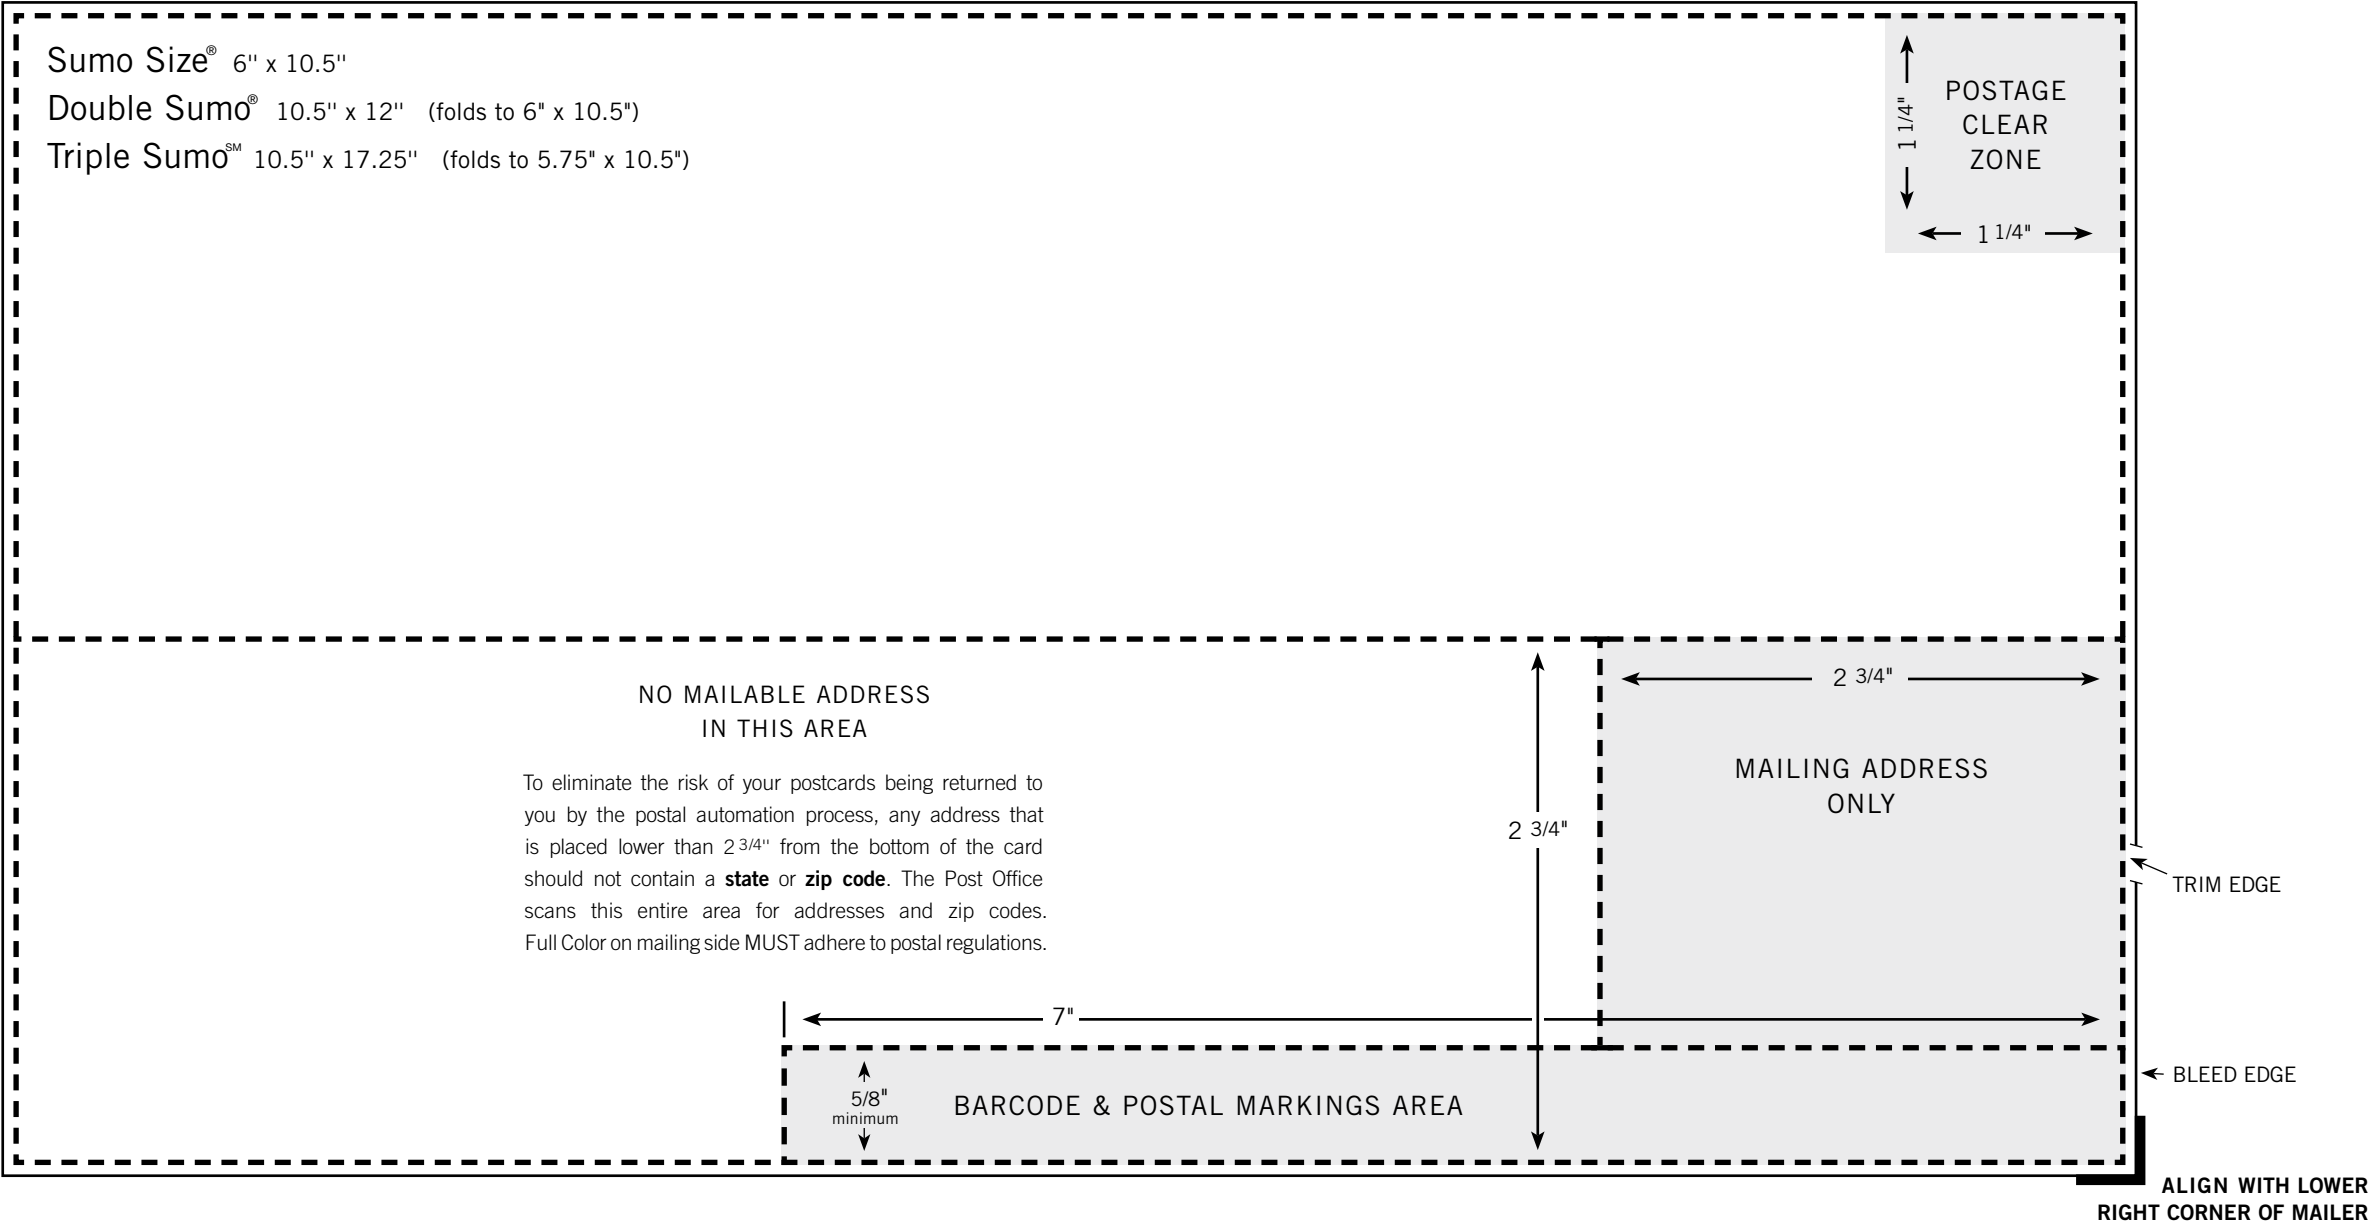 Sumo Size® 6" x 10.5"
Double Sumo® 10.5" x 12" (folds to 6" x 10.5")
Triple Sumo℠ 10.5" x 17.25" (folds to 5.75" x 10.5")
1 1/4"
POSTAGE
CLEAR
ZONE
1 1/4"
NO MAILABLE ADDRESS
IN THIS AREA
To eliminate the risk of your postcards being returned to
you by the postal automation process, any address that
is placed lower than 2 3/4" from the bottom of the card
should not contain a state or zip code. The Post Office
scans this entire area for addresses and zip codes.
Full Color on mailing side MUST adhere to postal regulations.
2 3/4"
2 3/4"
MAILING ADDRESS
ONLY
TRIM EDGE
7"
5/8"
minimum
BARCODE & POSTAL MARKINGS AREA
BLEED EDGE
ALIGN WITH LOWER
RIGHT CORNER OF MAILER